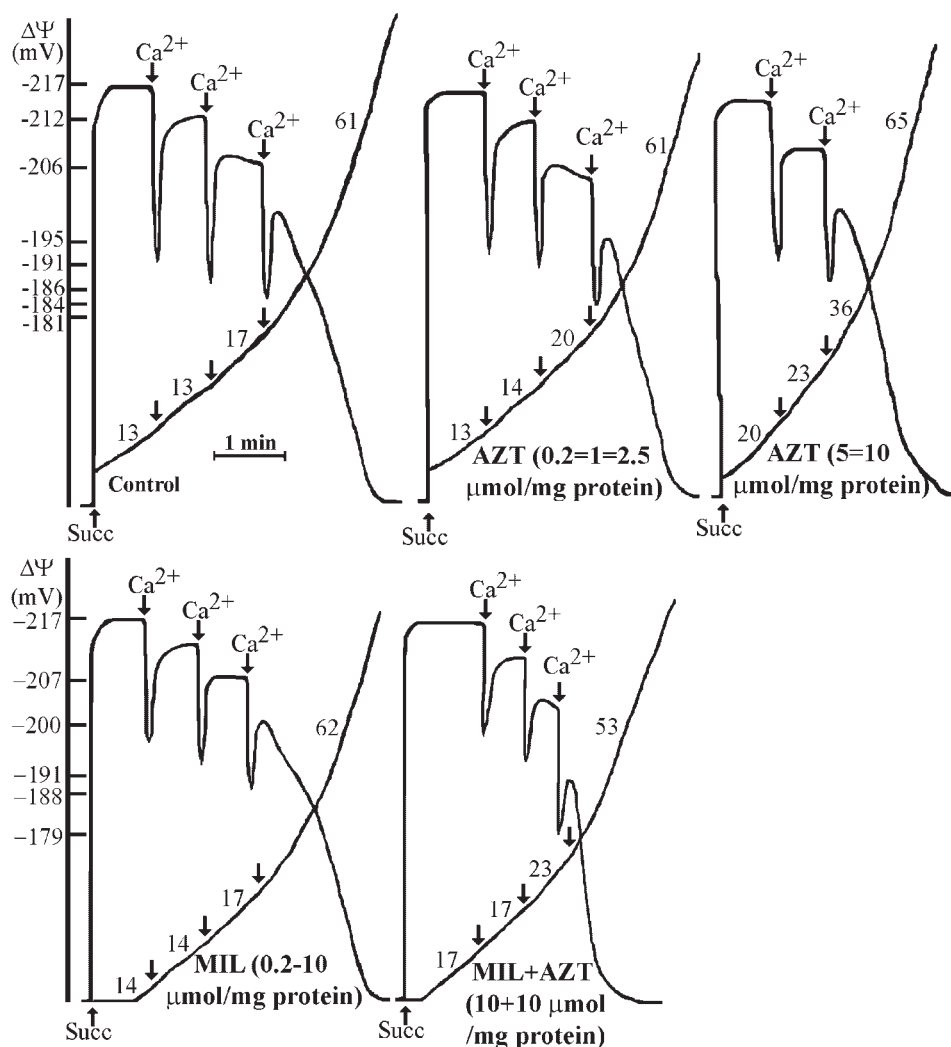 ΔΨ
(mV)
-217
-212
-206
-195
-191
-186
-184
-181
Ca2+
Ca2+
Ca2+
61
17
13
13
1 min
Control
Succ
Ca2+
Ca2+
Ca2+
61
20
14
13
AZT (0.2=1=2.5
μmol/mg protein)
Succ
Ca2+
Ca2+
65
36
23
20
AZT (5=10
μmol/mg protein)
Succ
ΔΨ
(mV)
−217
−207
−200
−191
−188
−179
Ca2+
Ca2+
Ca2+
62
17
14
14
MIL (0.2-10
μmol/mg protein)
Succ
Ca2+
Ca2+
Ca2+
53
23
17
17
MIL+AZT
(10+10 μmol
/mg protein)
Succ